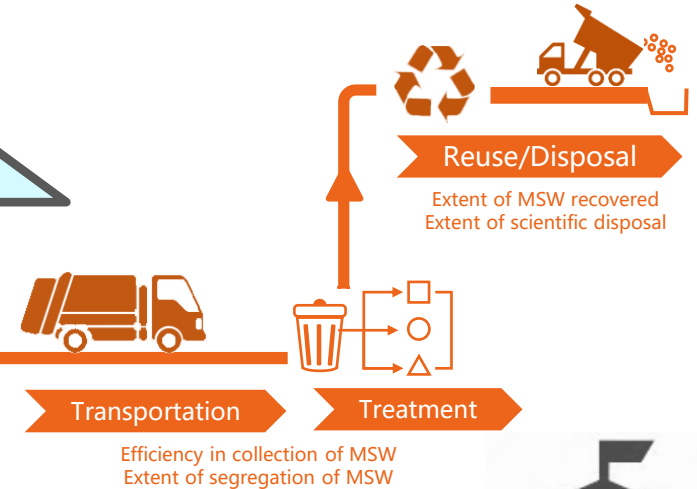 Reuse/Disposal
Extent of MSW recovered
Extent of scientific disposal
Transportation
Treatment
Efficiency in collection of MSW
Extent of segregation of MSW